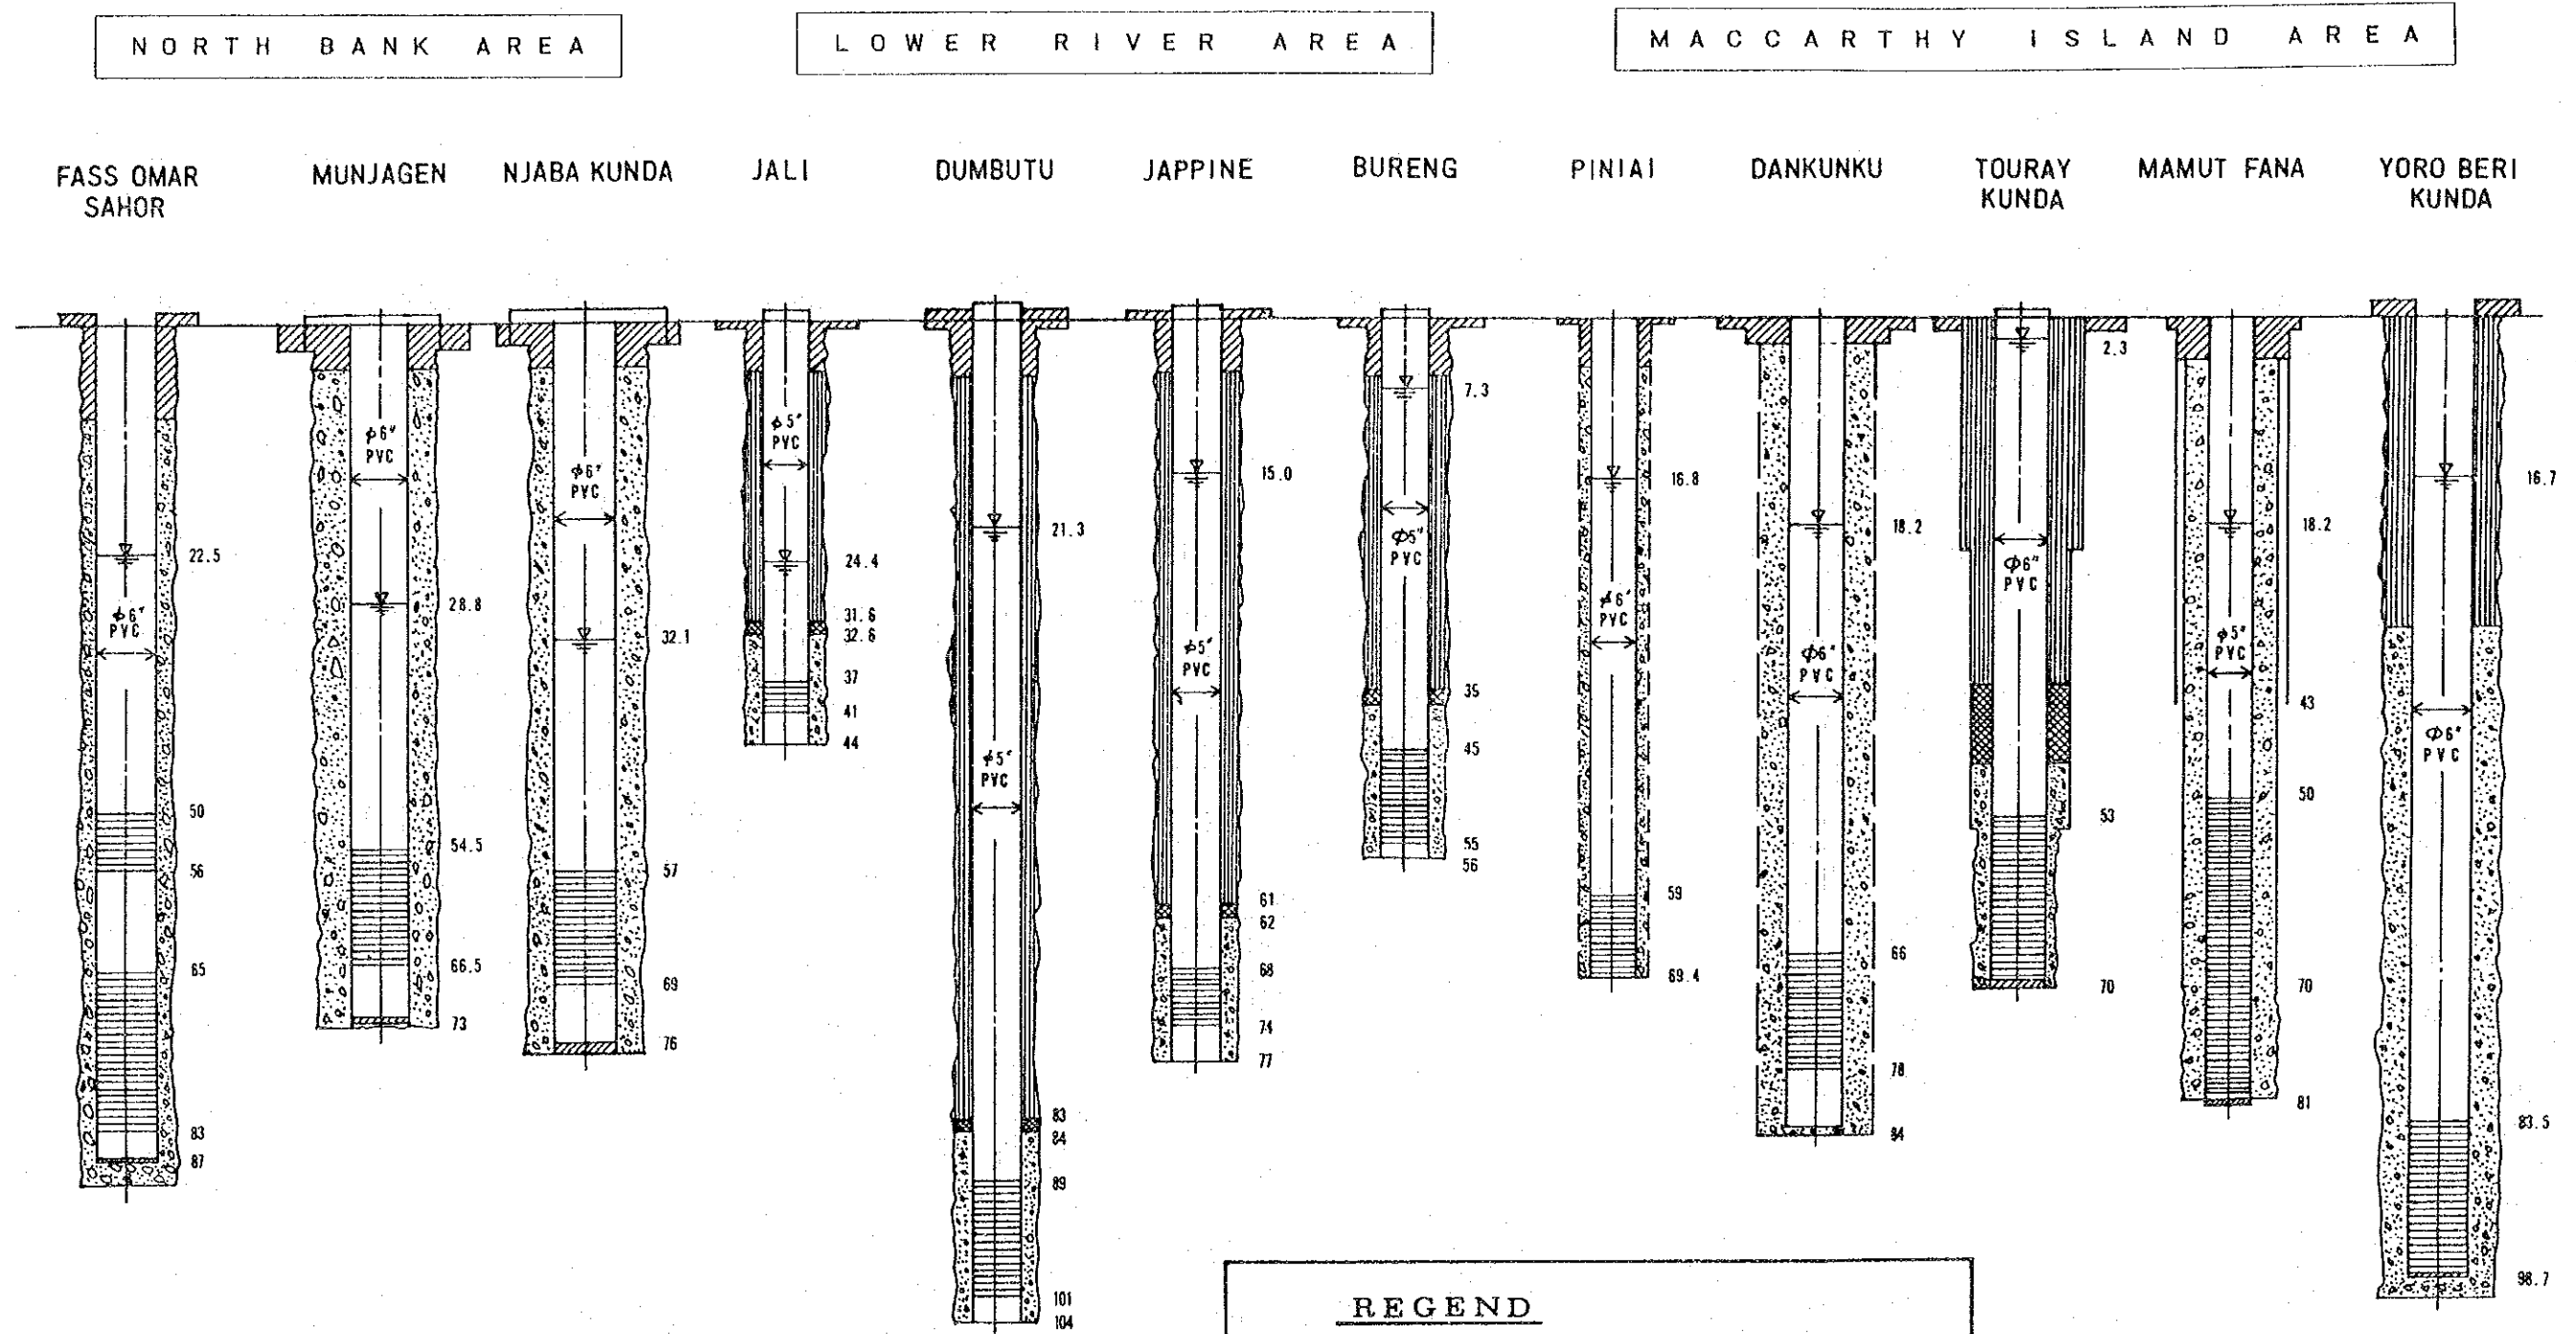 NORTH BANK AREA
LOWER RIVER AREA
MACCARTHY ISLAND AREA
FASS OMAR
SAHOR
MUNJAGEN
NJABA KUNDA
JALI
DUMBUTU
JAPPINE
BURENG
PINIAI
DANKUNKU
TOURAY
KUNDA
MAMUT FANA
YORO BERI
KUNDA
22.5
φ6"
PVC
50
56
65
83
87
φ6"
PVC
28.8
54.5
66.5
73
φ6"
PVC
32.1
57
69
76
φ5"
PVC
24.4
31.6
32.6
37
41
44
21.3
φ5"
PVC
83
84
89
101
104
15.0
φ5"
PVC
61
62
68
74
77
7.3
φ5"
PVC
35
45
55
56
16.8
φ6"
PVC
59
69.4
18.2
φ6"
PVC
66
78
84
2.3
φ6"
PVC
53
70
18.2
φ5"
PVC
43
50
70
81
16.7
φ6"
PVC
83.5
98.7
REGEND